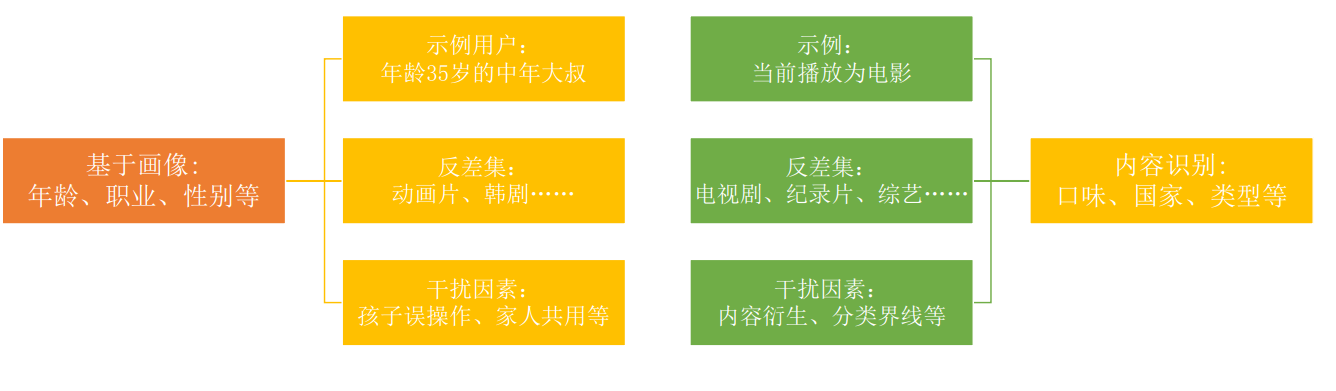 基于画像:
年龄、职业、性别等
示例用户：
年龄35岁的中年大叔
反差集：
动画片、韩剧……
干扰因素：
孩子误操作、家人共用等
示例：
当前播放为电影
反差集：
电视剧、纪录片、综艺……
干扰因素：
内容衍生、分类界线等
内容识别:
口味、国家、类型等